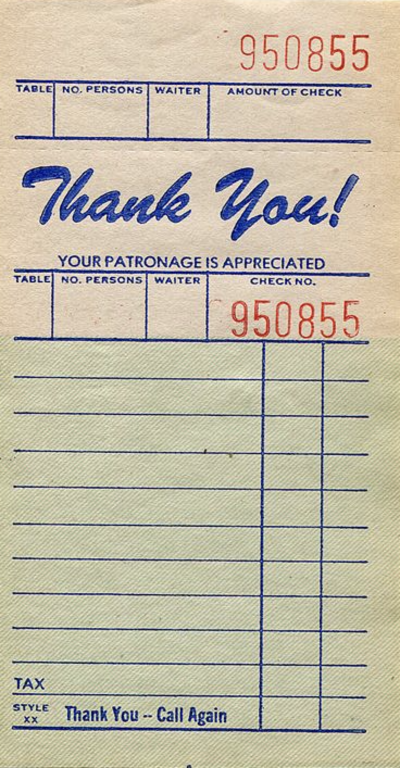 950855
TABLE NO. PERSONS WAITER AMOUNT OF CHECK
Thank You!
YOUR PATRONAGE IS APPRECIATED
TABLE NO. PERSONS WAITER CHECK NO.
950855
TAX
STYLE XX Thank You -- Call Again